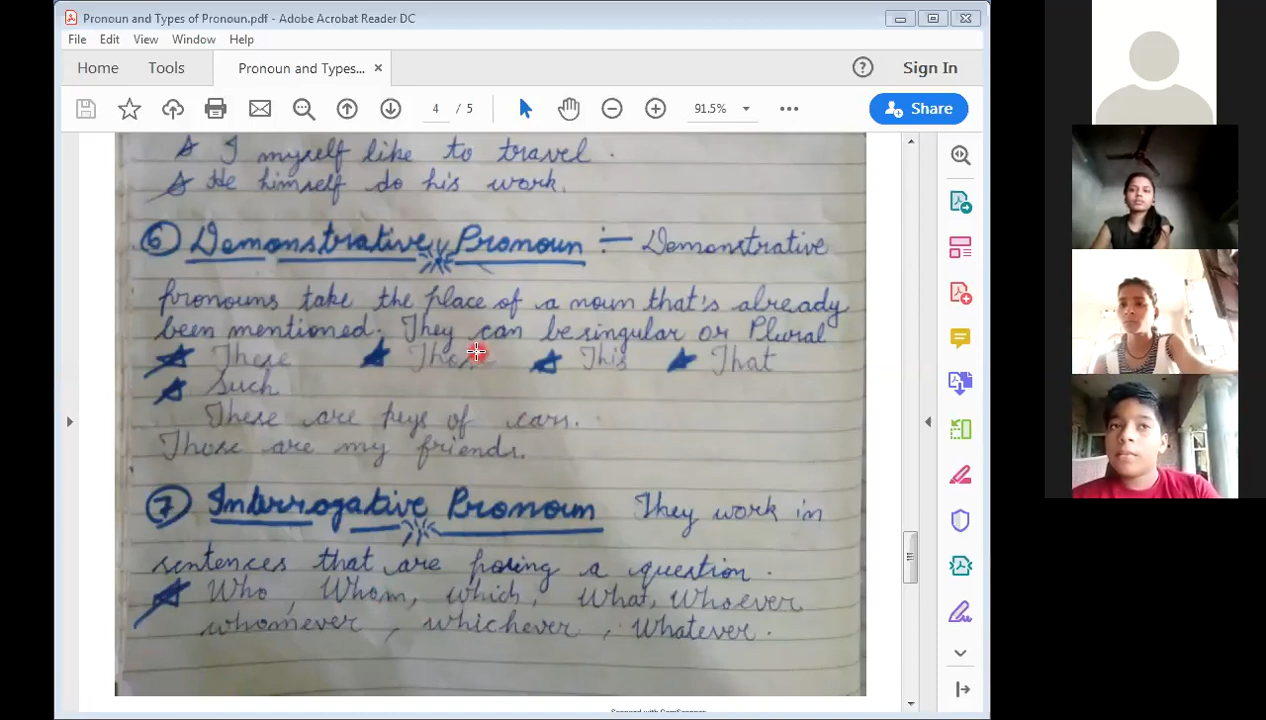 Pronoun and Types of Pronoun.pdf - Adobe Acrobat Reader DC
File Edit View Window Help
Home Tools Pronoun and Types... × Sign In
4 / 5 91.5% Share
I myself like to travel.
He himself do his work.
6 Demonstrative Pronoun :- Demonstrative
pronouns take the place of a noun that's already
been mentioned. They can be singular or Plural
These Those This That
Such
These are keys of cars.
Those are my friends.
7 Interrogative Pronoun They work in
sentences that are posing a question.
Who, Whom, which, What, Whoever
whomever, whichever, Whatever.
Scanned with CamScanner